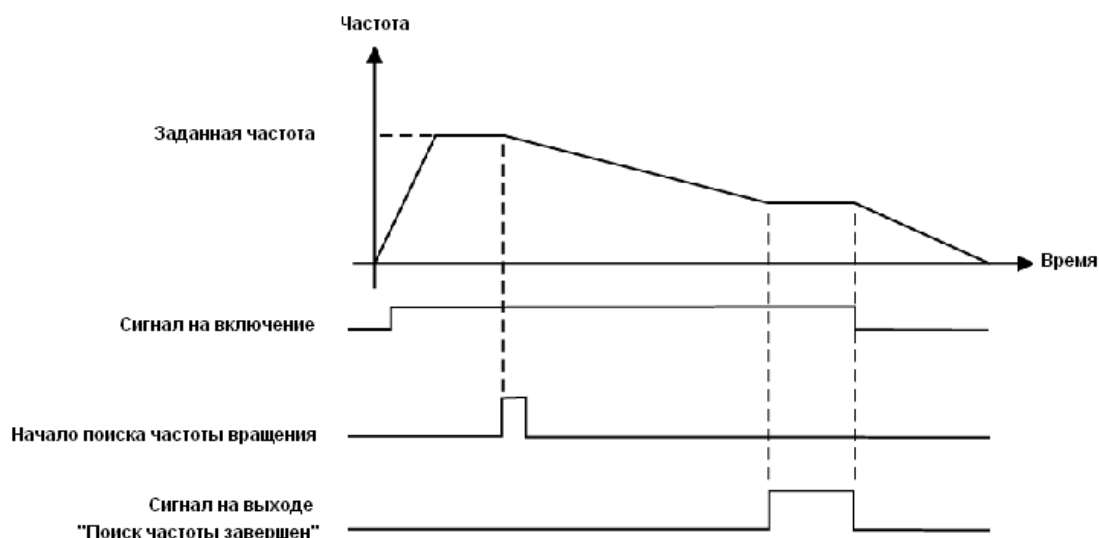 Частота
Заданная частота
Время
Сигнал на включение
Начало поиска частоты вращения
Сигнал на выходе
"Поиск частоты завершен"